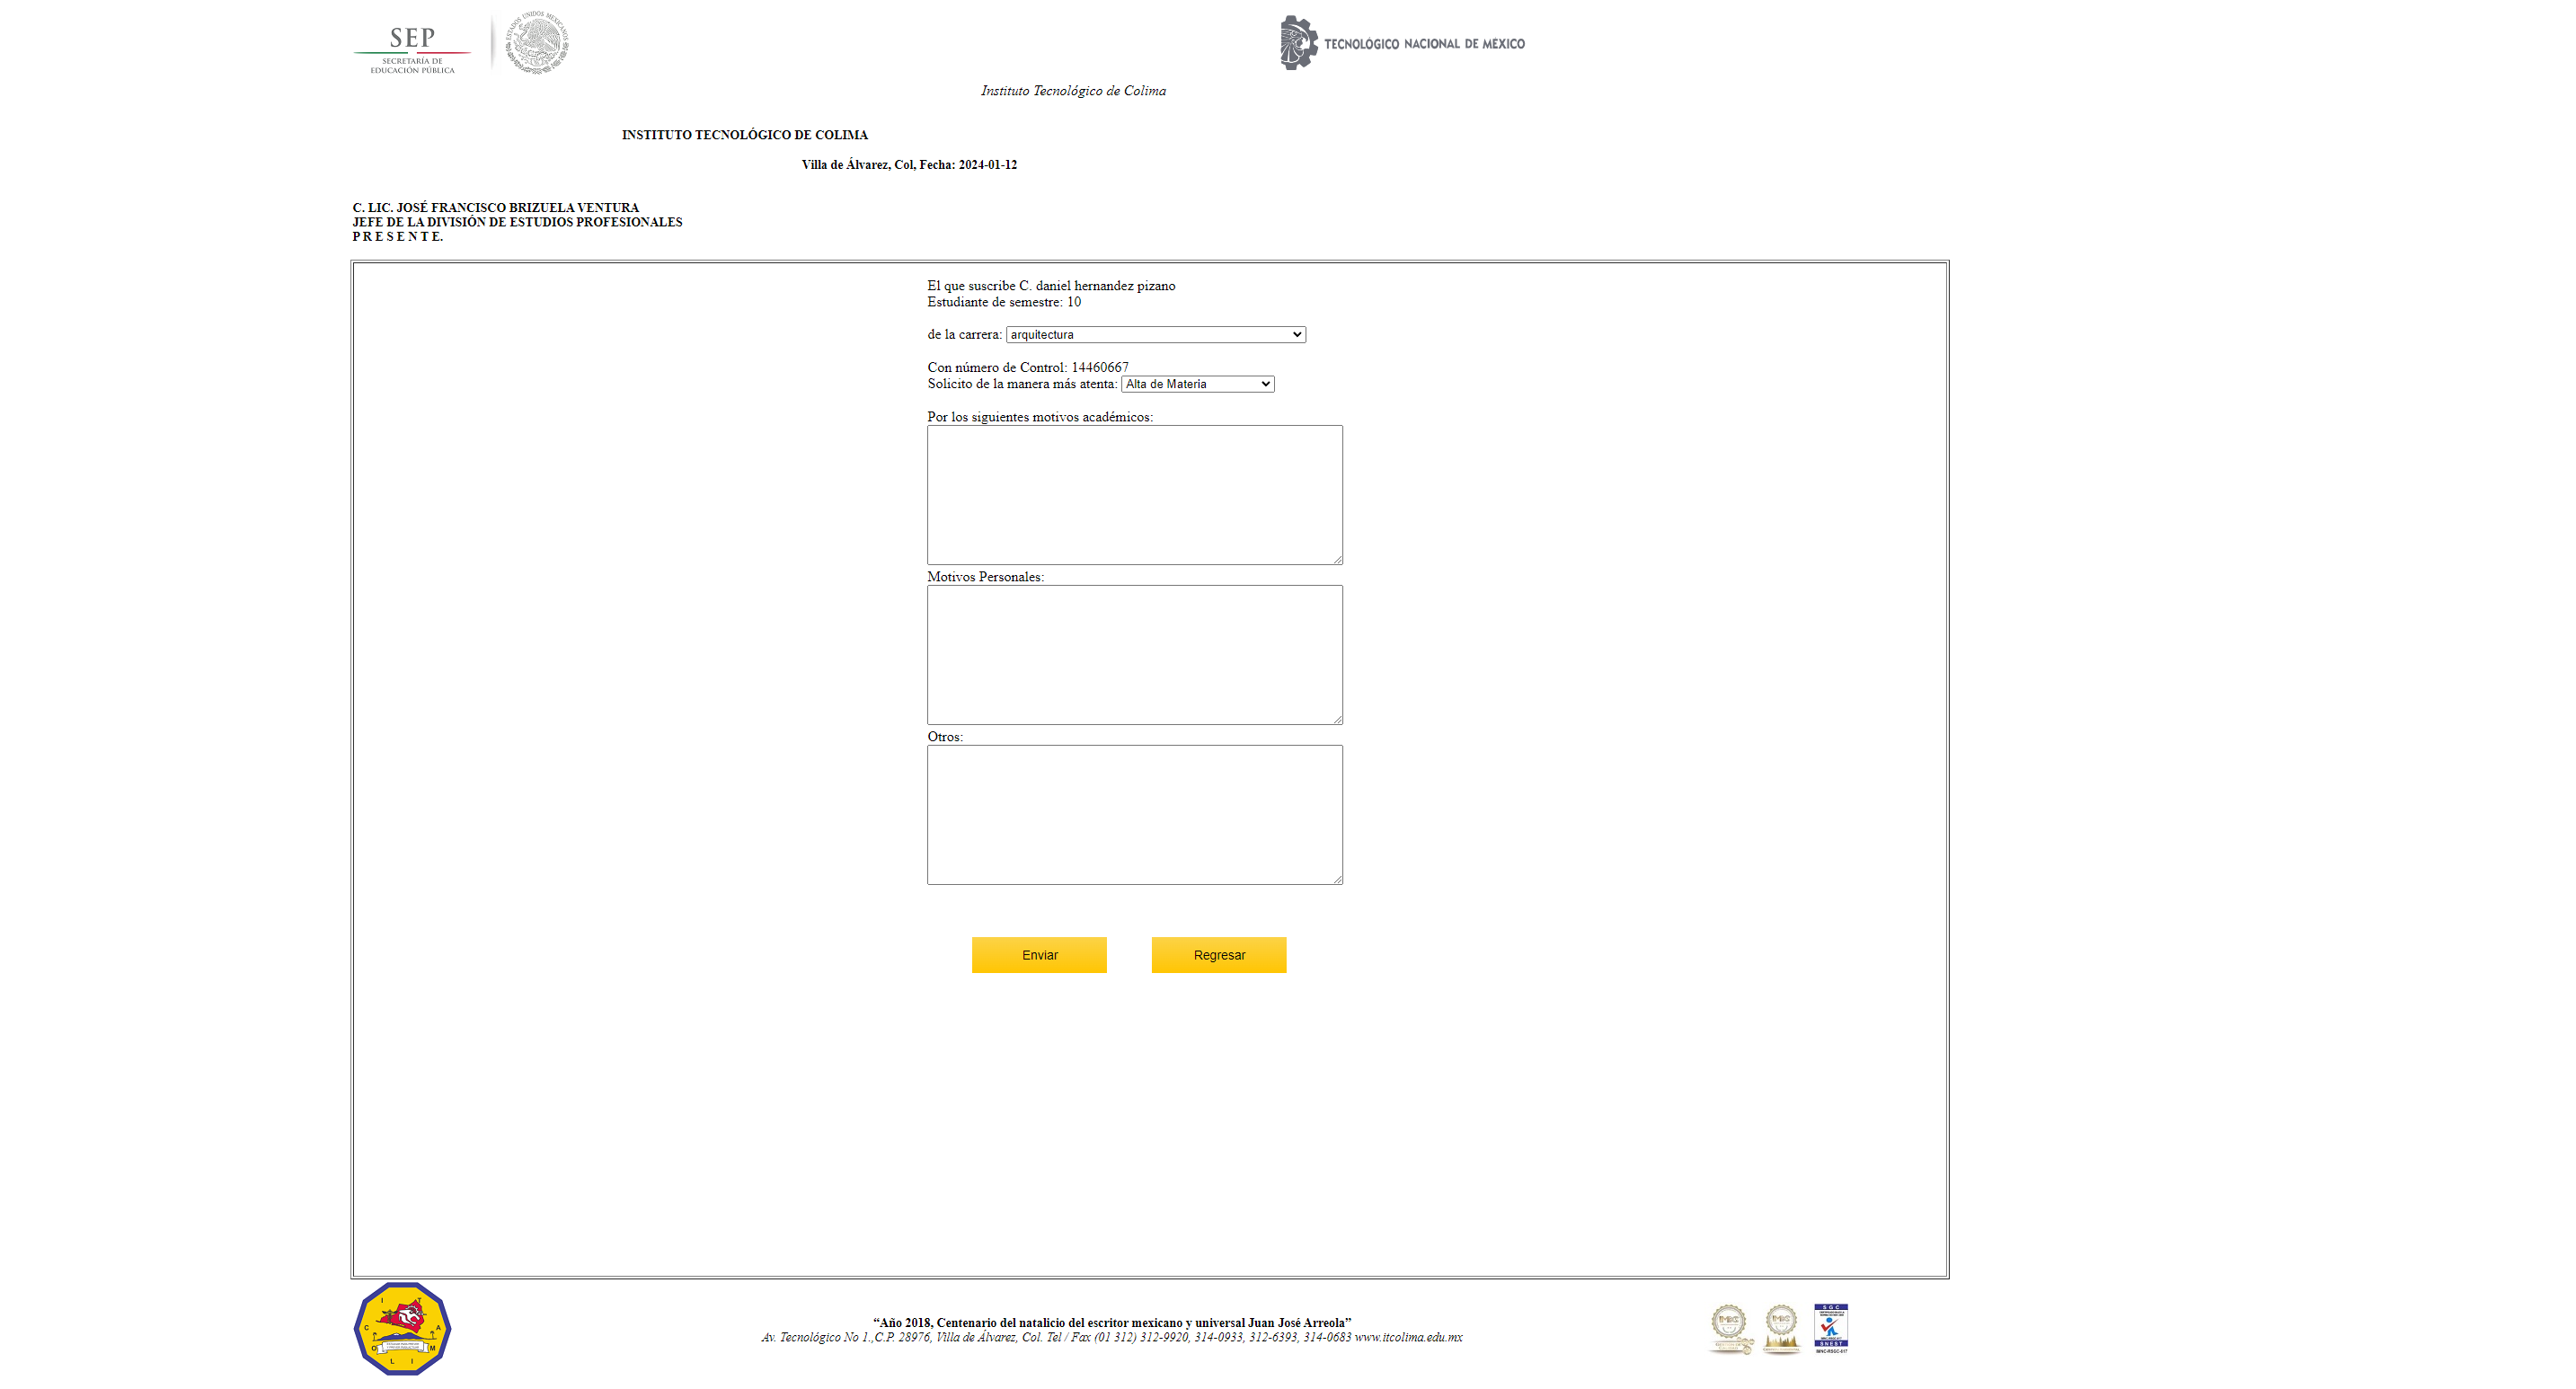 SEP
SECRETARÍA DE
EDUCACIÓN PÚBLICA
ESTADOS UNIDOS MEXICANOS
TECNOLÓGICO NACIONAL DE MÉXICO
Instituto Tecnológico de Colima
INSTITUTO TECNOLÓGICO DE COLIMA
Villa de Álvarez, Col, Fecha: 2024-01-12
C. LIC. JOSÉ FRANCISCO BRIZUELA VENTURA
JEFE DE LA DIVISIÓN DE ESTUDIOS PROFESIONALES
P R E S E N T E.
El que suscribe C. daniel hernandez pizano
Estudiante de semestre: 10
de la carrera: arquitectura
Con número de Control: 14460667
Solicito de la manera más atenta: Alta de Materia
Por los siguientes motivos académicos:
Motivos Personales:
Otros:
Enviar Regresar
I T C A O M L I
“Año 2018, Centenario del natalicio del escritor mexicano y universal Juan José Arreola”
Av. Tecnológico No 1.,C.P. 28976, Villa de Álvarez, Col. Tel / Fax (01 312) 312-9920, 314-0933, 312-6393, 314-0683 www.itcolima.edu.mx
SGC